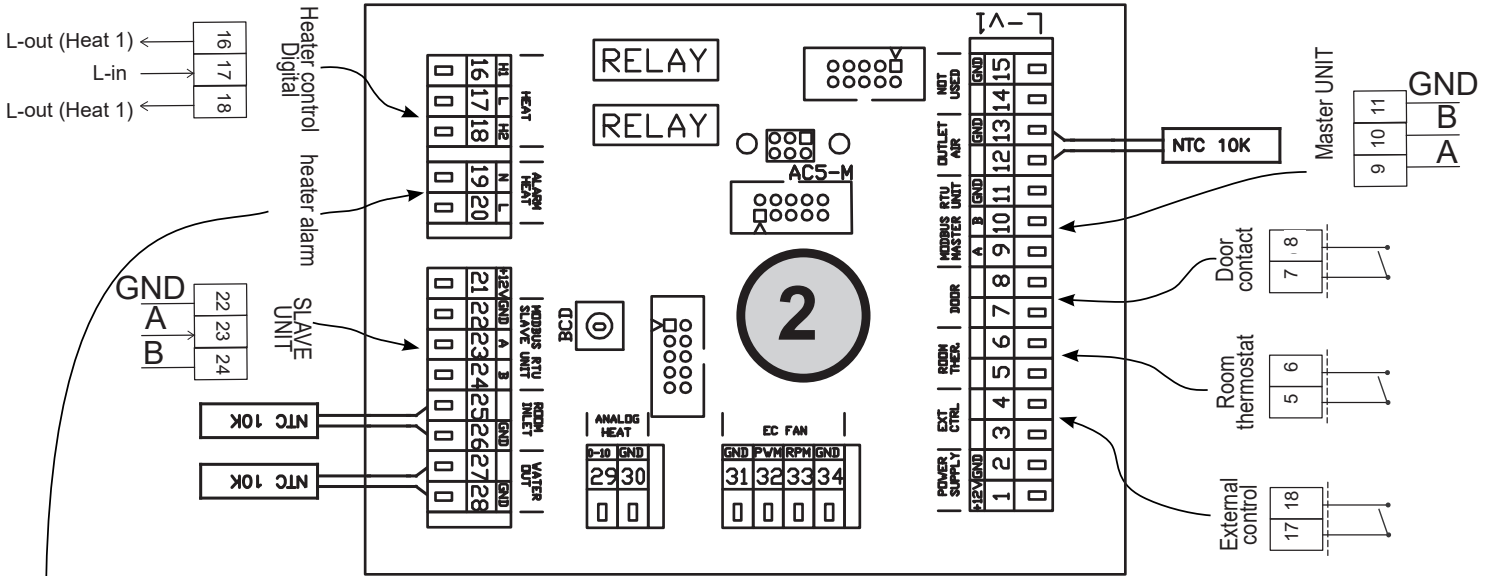 L-out (Heat 1)
L-in
L-out (Heat 1)
16
17
18
Heater control
Digital
heater alarm
GND
A
B
22
23
24
SLAVE
UNIT
NTC 10K
NTC 10K
16 H1
17 L
18 H2
HEAT
19 N
20 L
ALARM
HEAT
21 +12V
22 GND
23 A
24 B
MODBUS RTU
SLAVE UNIT
25
26 GND
ROOM
INLET
27
28 GND
WATER
OUT
RELAY
RELAY
AC5-M
BCD
0
2
ANALOG
HEAT
0-10 GND
29 30
EC FAN
GND PWM RPM GND
31 32 33 34
L-V1
NOT
USED
GND 15
14
OUTLET
AIR
GND 13
12
MODBUS RTU
MASTER UNIT
GND 11
B 10
A 9
DOOR
8
7
ROOM
THER.
6
5
EXT
CTRL
4
3
POWER
SUPPLY
GND 2
+12V 1
NTC 10K
Master UNIT
11
10
9
GND
B
A
Door
contact
8
7
Room
thermostat
6
5
External
control
18
17